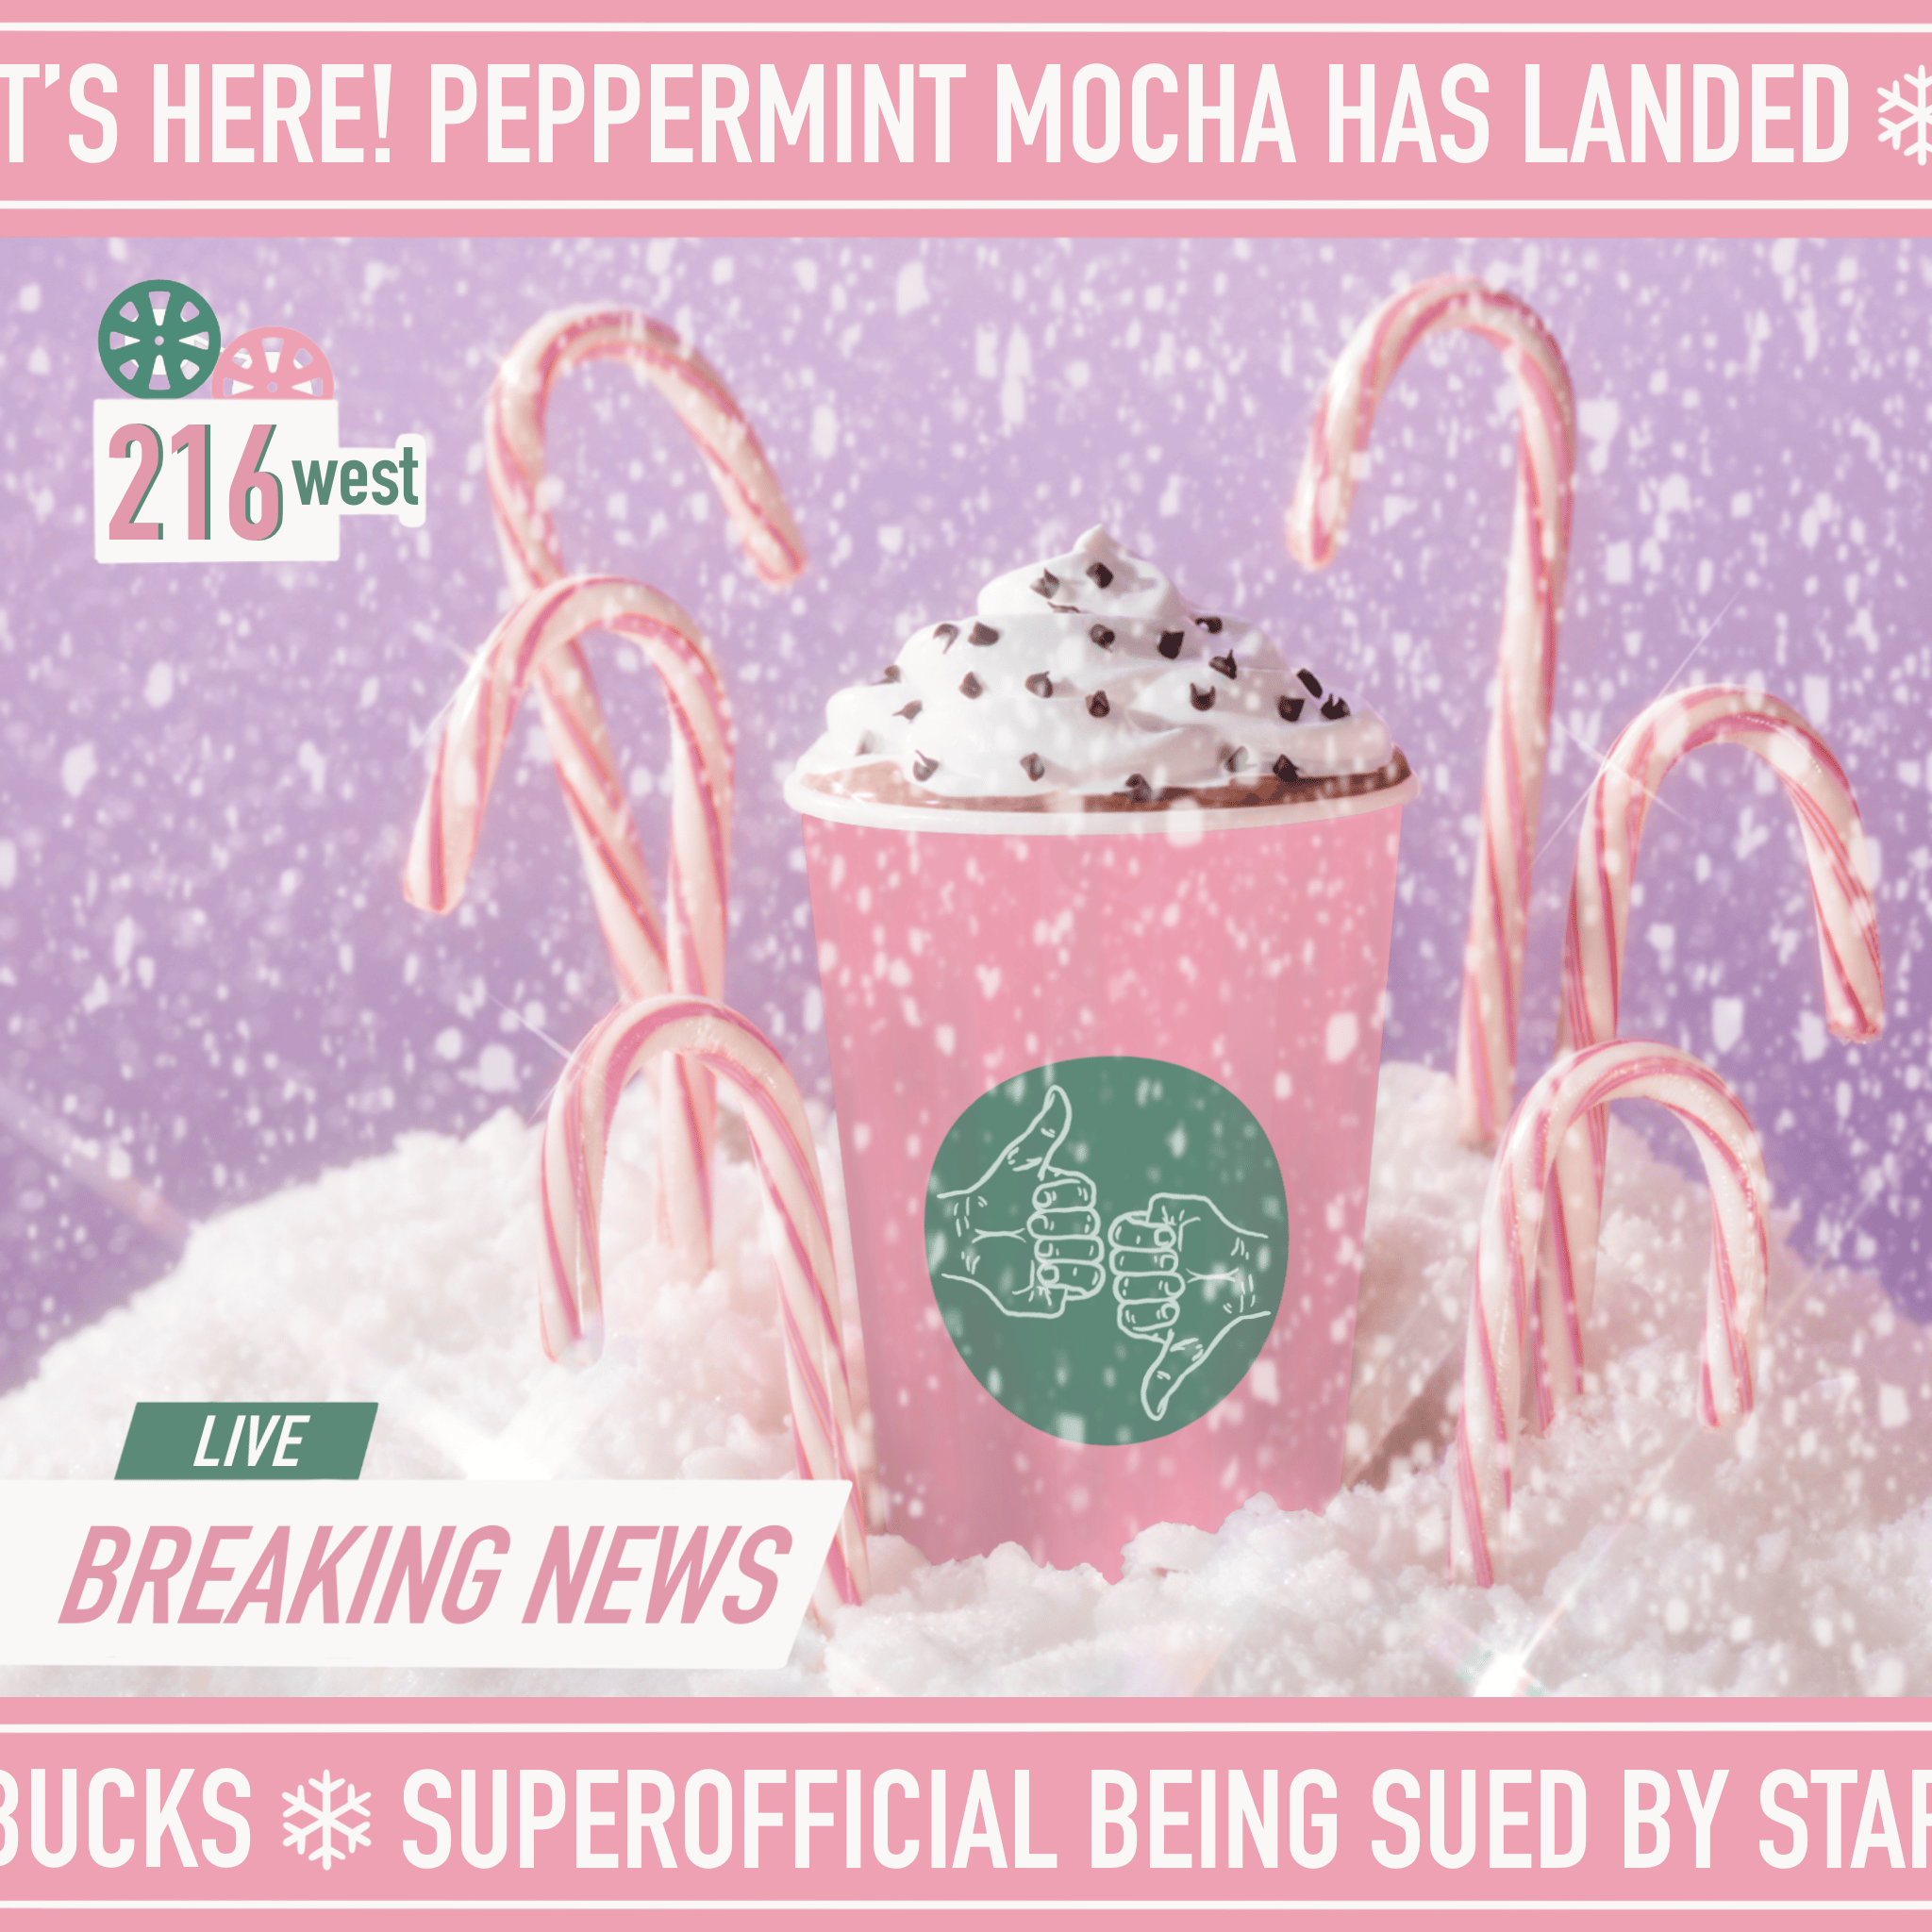 T'S HERE! PEPPERMINT MOCHA HAS LANDED
216 west
LIVE
BREAKING NEWS
BUCKS SUPEROFFICIAL BEING SUED BY STAR